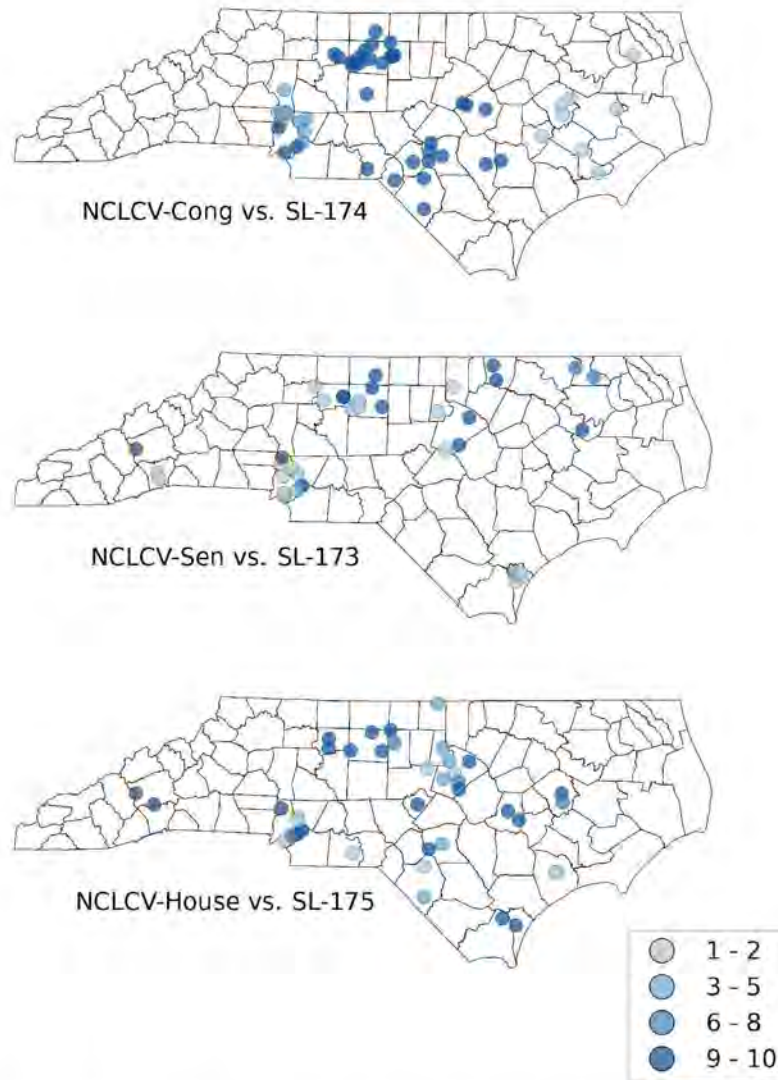 NCLCV-Cong vs. SL-174
NCLCV-Sen vs. SL-173
NCLCV-House vs. SL-175
1 - 2
3 - 5
6 - 8
9 - 10